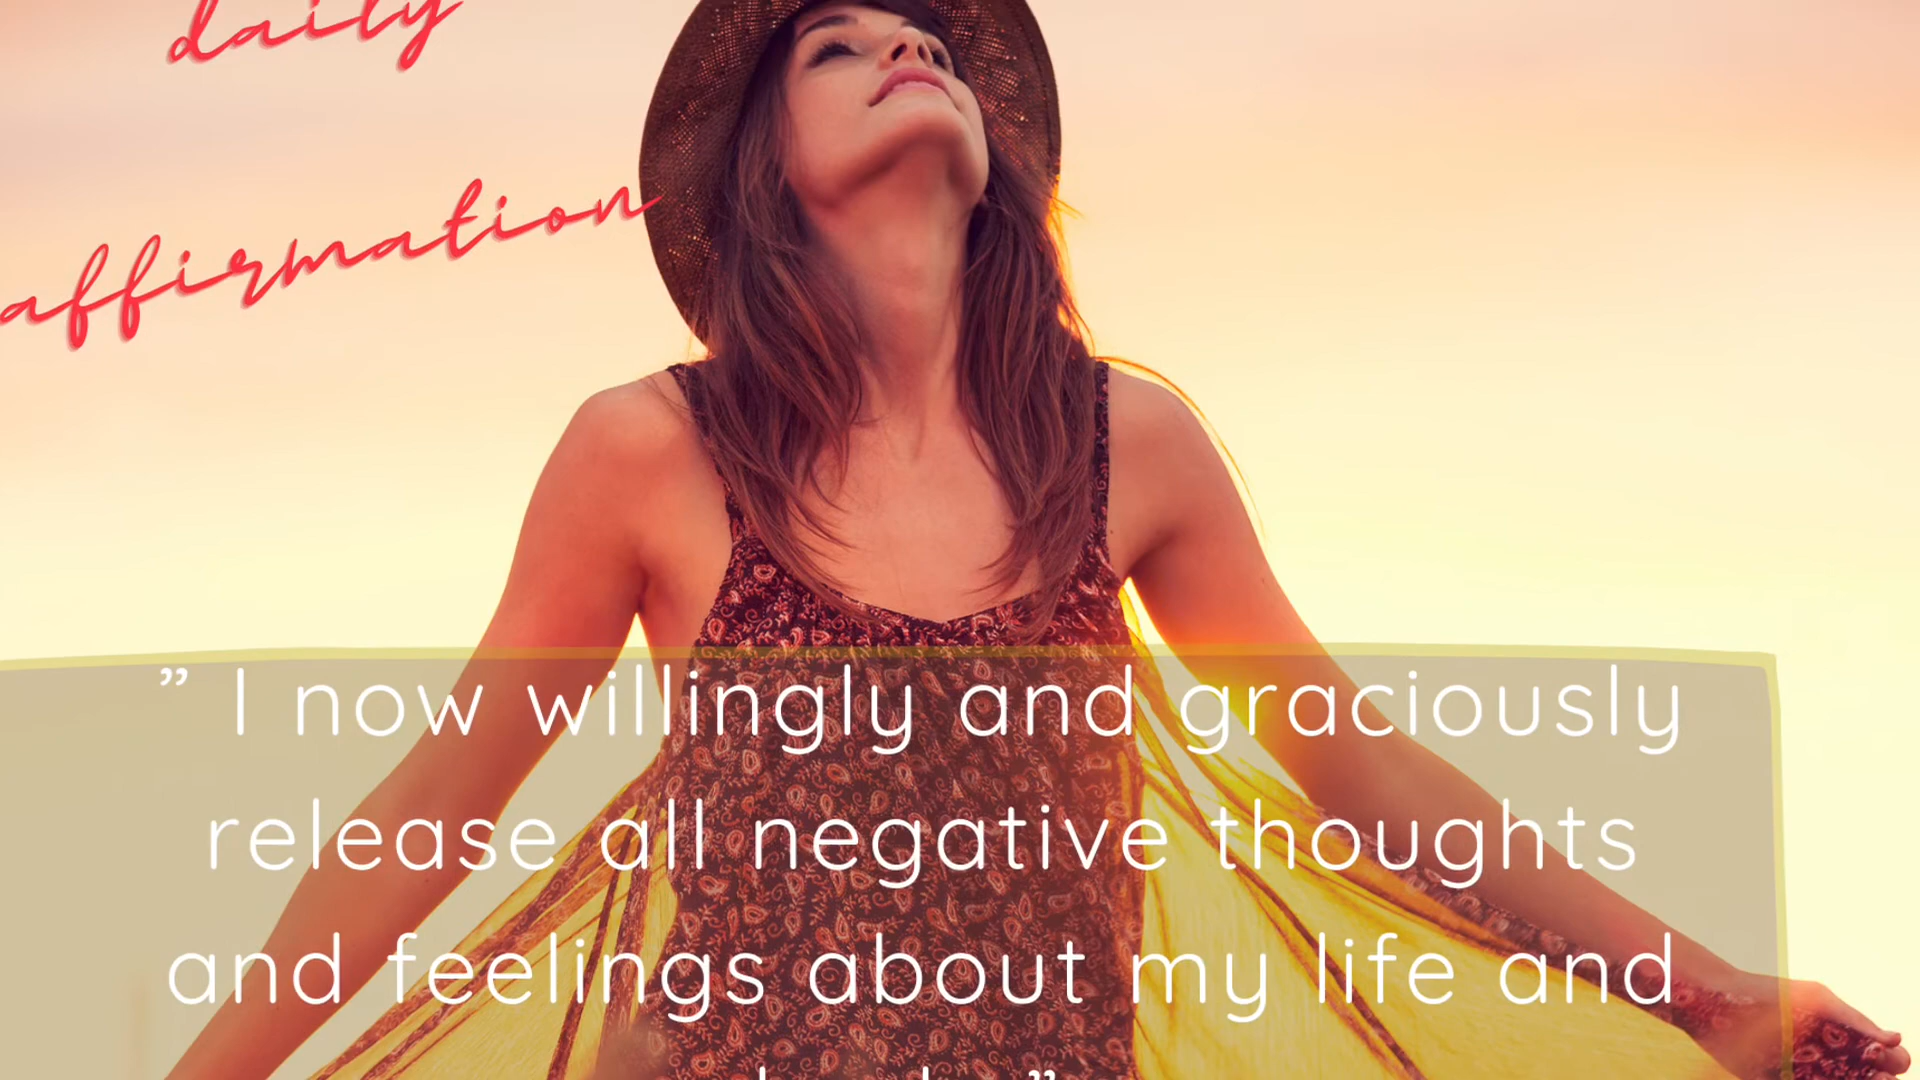 daily
affirmation
” I now willingly and graciously
release all negative thoughts
and feelings about my life and